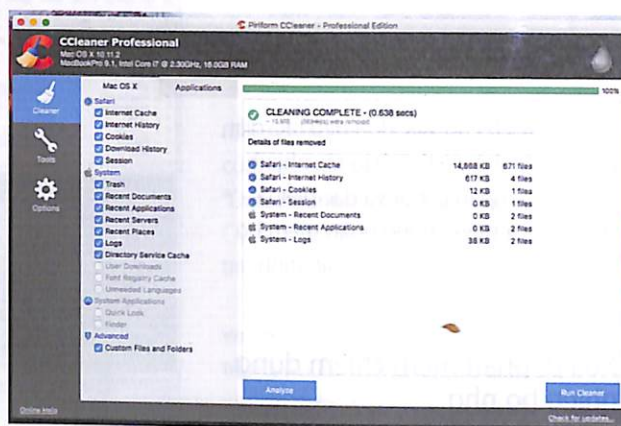 Piriform CCleaner - Professional Edition
CCleaner Professional
Mac OS X 10.11.2
MacBookPro 9.1, Intel Core i7 @ 2.30GHz, 16.0GB RAM
Cleaner
Tools
Options
Online Help
Mac OS X Applications
Safari
Internet Cache
Internet History
Cookies
Download History
Session
System
Trash
Recent Documents
Recent Applications
Recent Servers
Recent Places
Logs
Directory Service Cache
User Downloads
Font Registry Cache
Unneeded Languages
System Applications
Quick Look
Finder
Advanced
Custom Files and Folders
100%
CLEANING COMPLETE - (0.638 secs)
were removed
Details of files removed
Safari - Internet Cache 14,868 KB 671 files
Safari - Internet History 617 KB 4 files
Safari - Cookies 12 KB 1 files
Safari - Session 0 KB 1 files
System - Recent Documents 0 KB 2 files
System - Recent Applications 0 KB 2 files
System - Logs 38 KB 2 files
Analyze
Run Cleaner
Check for updates...